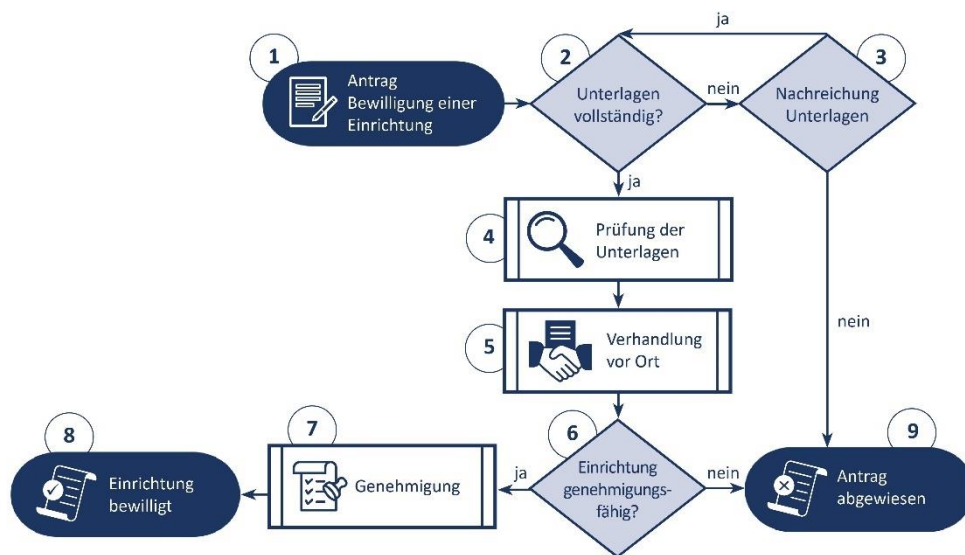 ja
1
Antrag
Bewilligung einer
Einrichtung
2
Unterlagen
vollständig?
nein
3
Nachreichung
Unterlagen
ja
4
Prüfung der
Unterlagen
nein
5
Verhandlung
vor Ort
6
Einrichtung
genehmigungs-
fähig?
ja
nein
7
Genehmigung
8
Einrichtung
bewilligt
9
Antrag
abgewiesen